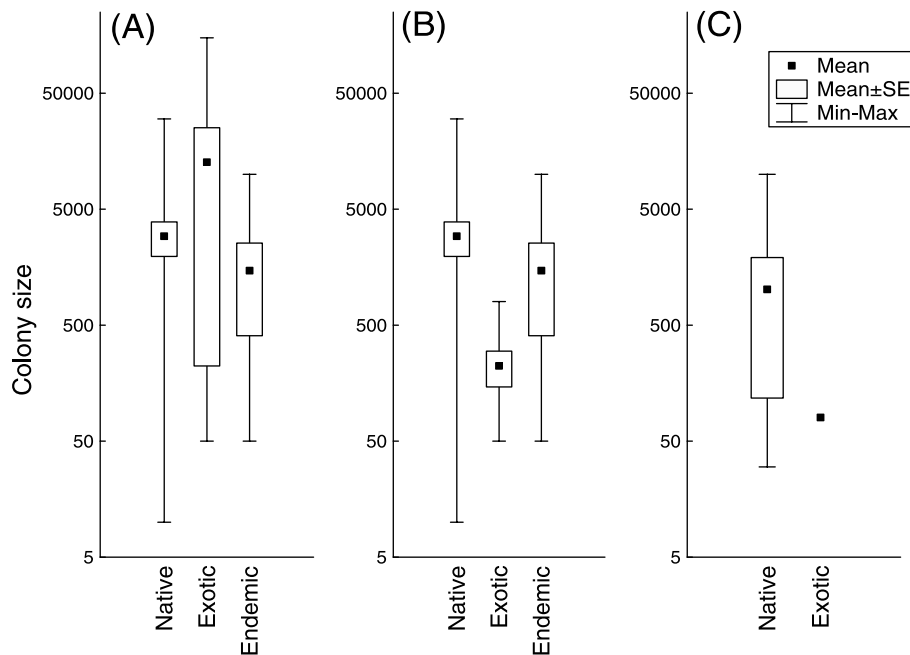 (A)
(B)
(C)
Mean
Mean±SE
Min-Max
Colony size
50000
5000
500
50
5
Native
Exotic
Endemic
50000
5000
500
50
5
Native
Exotic
Endemic
50000
5000
500
50
5
Native
Exotic